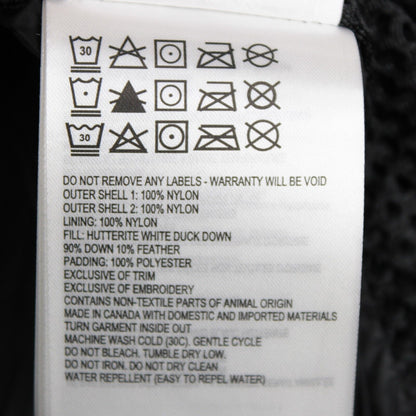 30
30
DO NOT REMOVE ANY LABELS - WARRANTY WILL BE VOID
OUTER SHELL 1: 100% NYLON
OUTER SHELL 2: 100% NYLON
LINING: 100% NYLON
FILL: HUTTERITE WHITE DUCK DOWN
90% DOWN 10% FEATHER
PADDING: 100% POLYESTER
EXCLUSIVE OF TRIM
EXCLUSIVE OF EMBROIDERY
CONTAINS NON-TEXTILE PARTS OF ANIMAL ORIGIN
MADE IN CANADA WITH DOMESTIC AND IMPORTED MATERIALS
TURN GARMENT INSIDE OUT
MACHINE WASH COLD (30C). GENTLE CYCLE
DO NOT BLEACH. TUMBLE DRY LOW.
DO NOT IRON. DO NOT DRY CLEAN
WATER REPELLENT (EASY TO REPEL WATER)